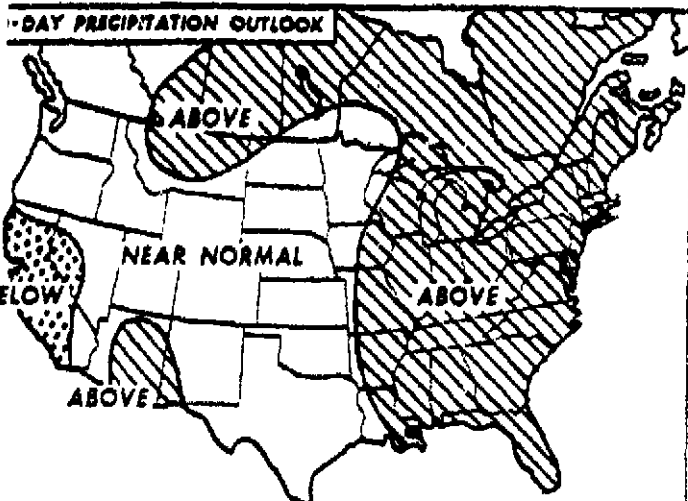 -DAY PRECIPITATION OUTLOOK
ABOVE
NEAR NORMAL
ELOW
ABOVE
ABOVE